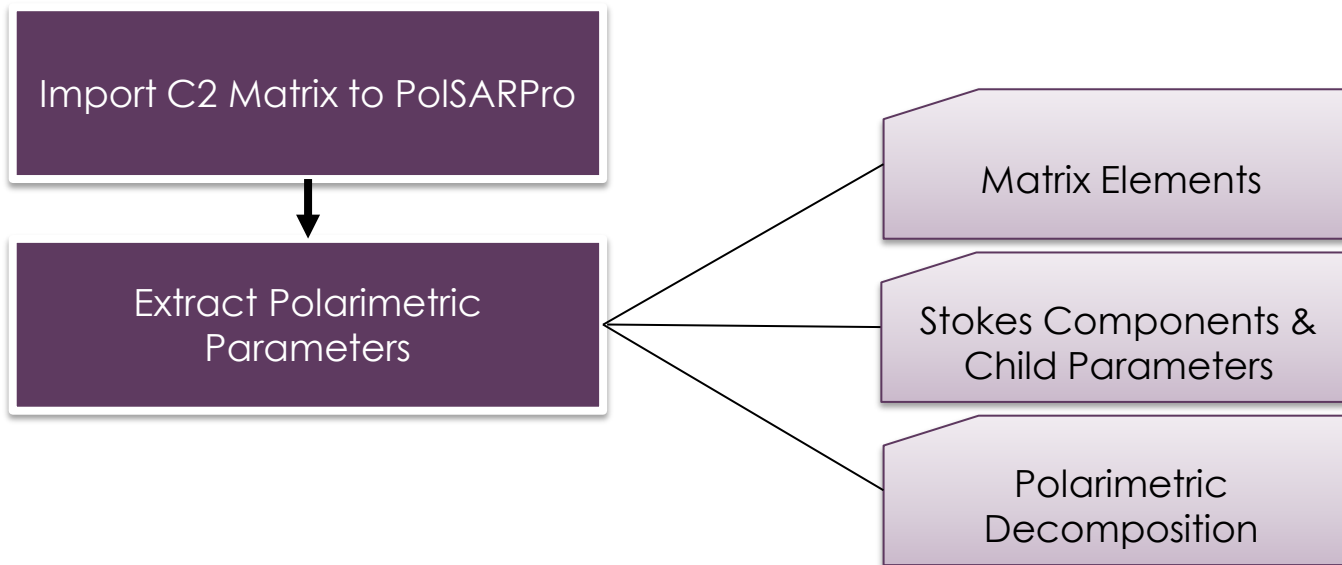 Import C2 Matrix to PolSARPro
Extract Polarimetric
Parameters
Matrix Elements
Stokes Components &
Child Parameters
Polarimetric
Decomposition